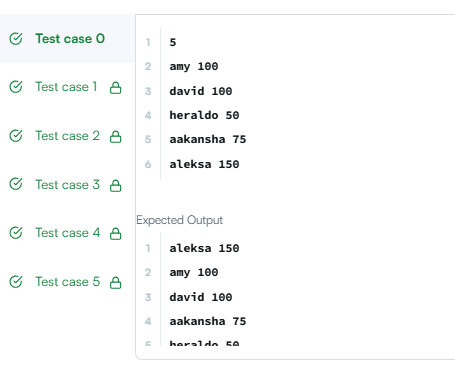 Test case 0
Test case 1
Test case 2
Test case 3
Test case 4
Test case 5
1 5
2 amy 100
3 david 100
4 heraldo 50
5 aakansha 75
6 aleksa 150
Expected Output
1 aleksa 150
2 amy 100
3 david 100
4 aakansha 75
5 heraldo 50